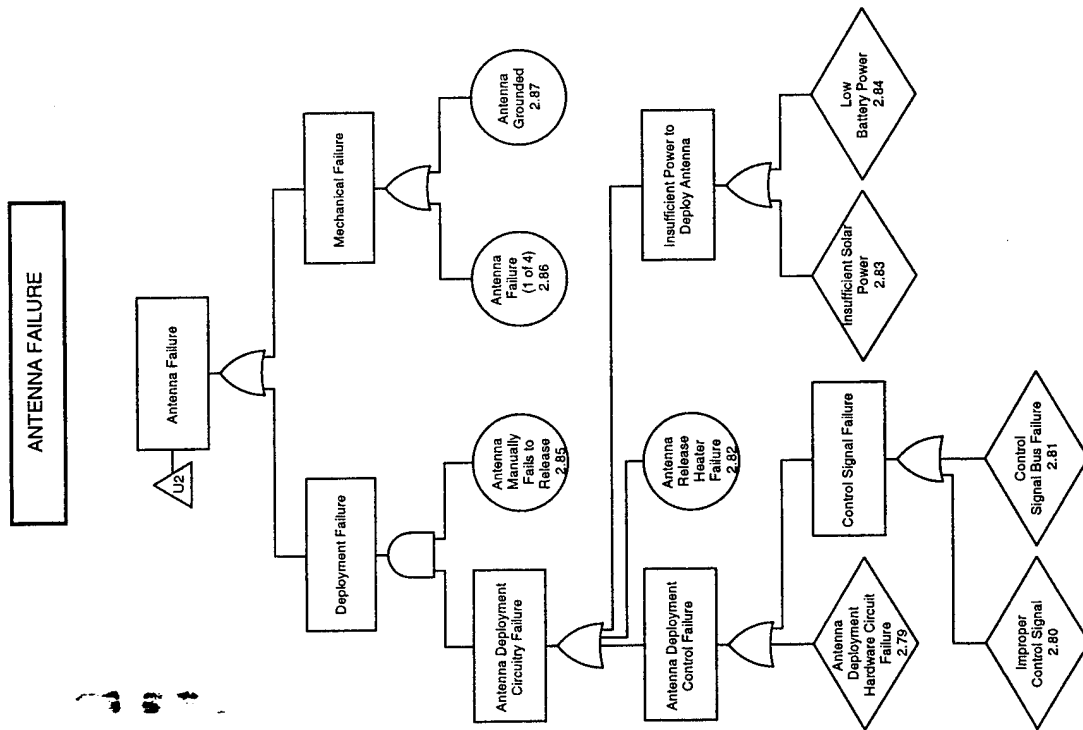 ANTENNA FAILURE
Antenna Failure
U2
Deployment Failure
Mechanical Failure
Antenna Deployment
Circuitry Failure
Antenna
Manually
Fails to
Release
2.85
Antenna
Failure
(1 of 4)
2.86
Antenna
Grounded
2.87
Antenna Deployment
Control Failure
Antenna
Release
Heater
Failure
2.82
Insufficient Power to
Deploy Antenna
Antenna
Deployment
Hardware Circuit
Failure
2.79
Control Signal Failure
Insufficient Solar
Power
2.83
Low
Battery Power
2.84
Improper
Control Signal
2.80
Control
Signal Bus Failure
2.81